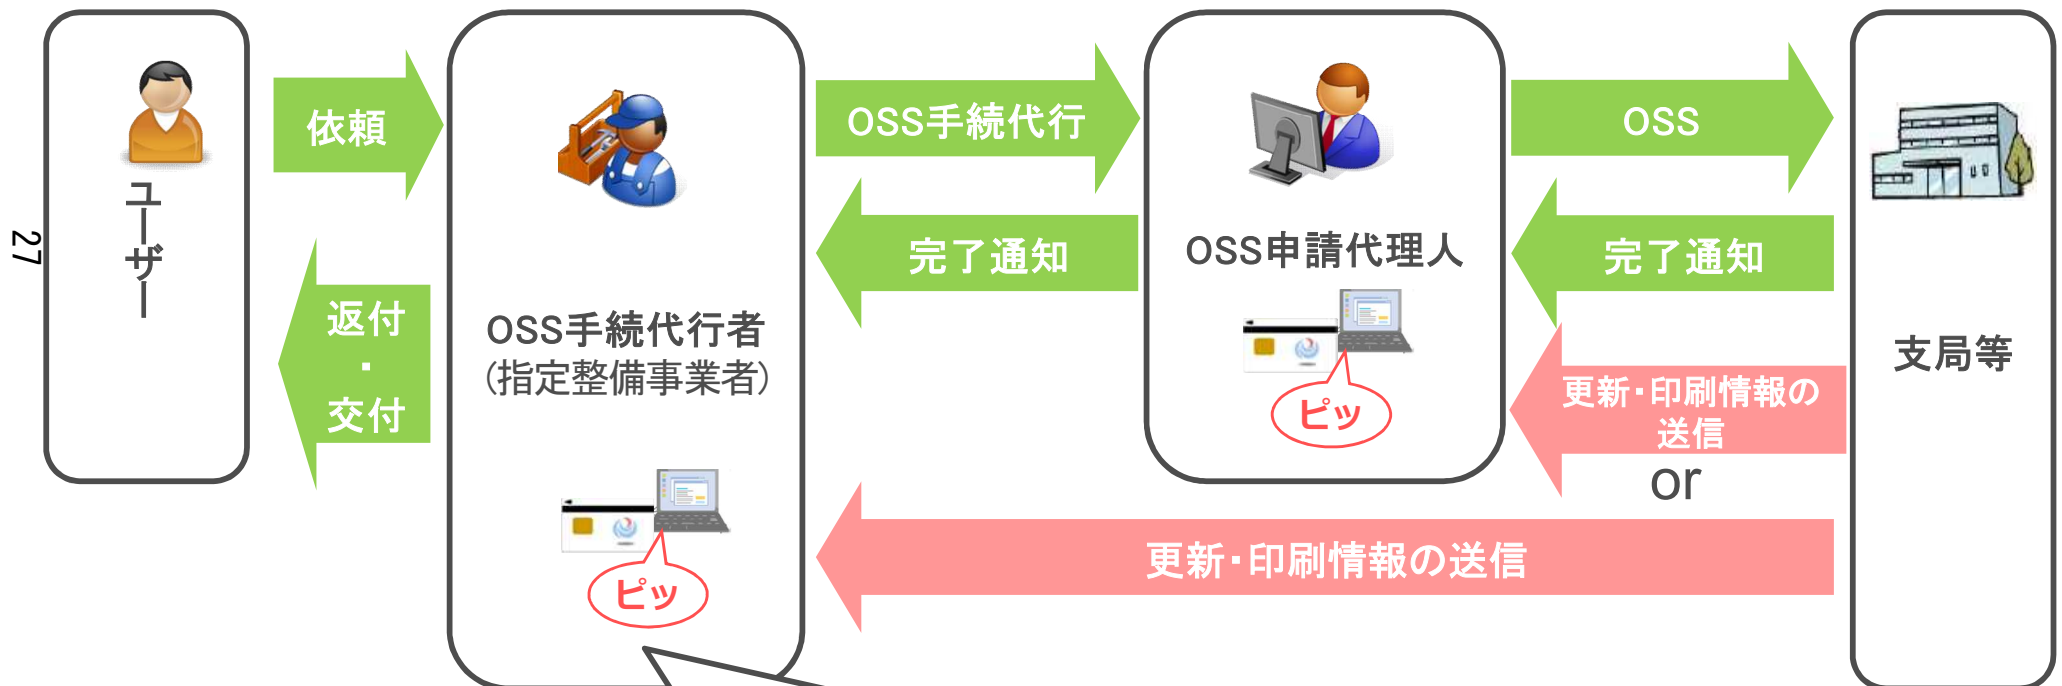 27
ユーザー
依頼
返付
・
交付
OSS手続代行者
(指定整備事業者)
ピッ
OSS手続代行
完了通知
OSS申請代理人
ピッ
OSS
完了通知
更新・印刷情報の
送信
or
更新・印刷情報の送信
支局等